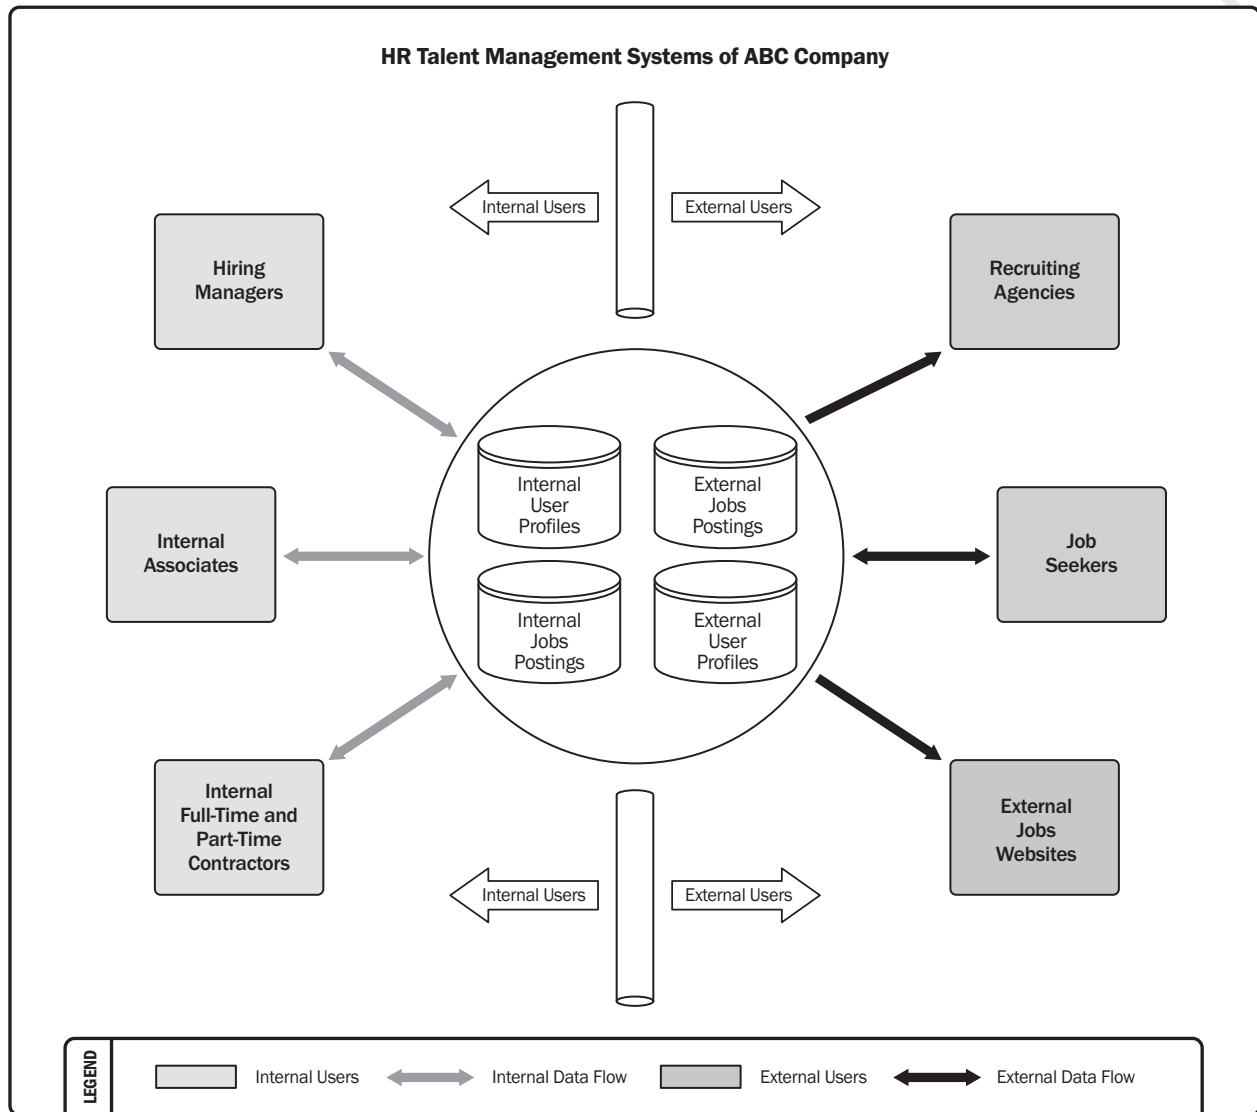 HR Talent Management Systems of ABC Company
Internal Users
External Users
Hiring
Managers
Recruiting
Agencies
Internal
User
Profiles
External
Jobs
Postings
Internal
Associates
Job
Seekers
Internal
Jobs
Postings
External
User
Profiles
Internal
Full-Time and
Part-Time
Contractors
External
Jobs
Websites
Internal Users
External Users
LEGEND
Internal Users
Internal Data Flow
External Users
External Data Flow